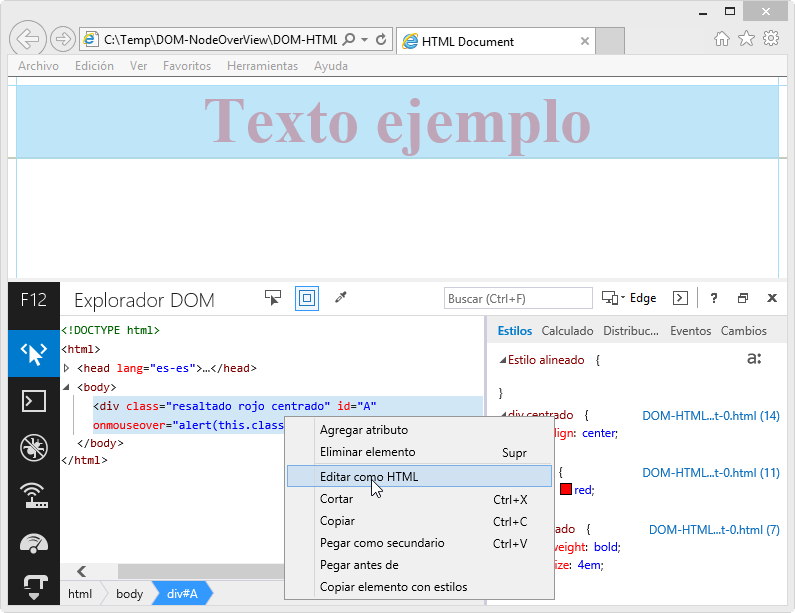 C:\Temp\DOM-NodeOverView\DOM-HTML
HTML Document
Archivo Edición Ver Favoritos Herramientas Ayuda
Texto ejemplo
F12 Explorador DOM
Buscar (Ctrl+F)
Edge
?
<!DOCTYPE html>
<html>
<head lang="es-es">...</head>
<body>
<div class="resaltado rojo centrado" id="A"
onmouseover="alert(this.class
</body>
</html>
html body div#A
Agregar atributo
Eliminar elemento Supr
Editar como HTML
Cortar Ctrl+X
Copiar Ctrl+C
Pegar como secundario Ctrl+V
Pegar antes de
Copiar elemento con estilos
Estilos Calculado Distribuc... Eventos Cambios
Estilo alineado {
a:
}
div.centrado { DOM-HTML...t-0.html (14)
lign: center;
{ DOM-HTML...t-0.html (11)
red;
ado { DOM-HTML...t-0.html (7)
weight: bold;
ize: 4em;